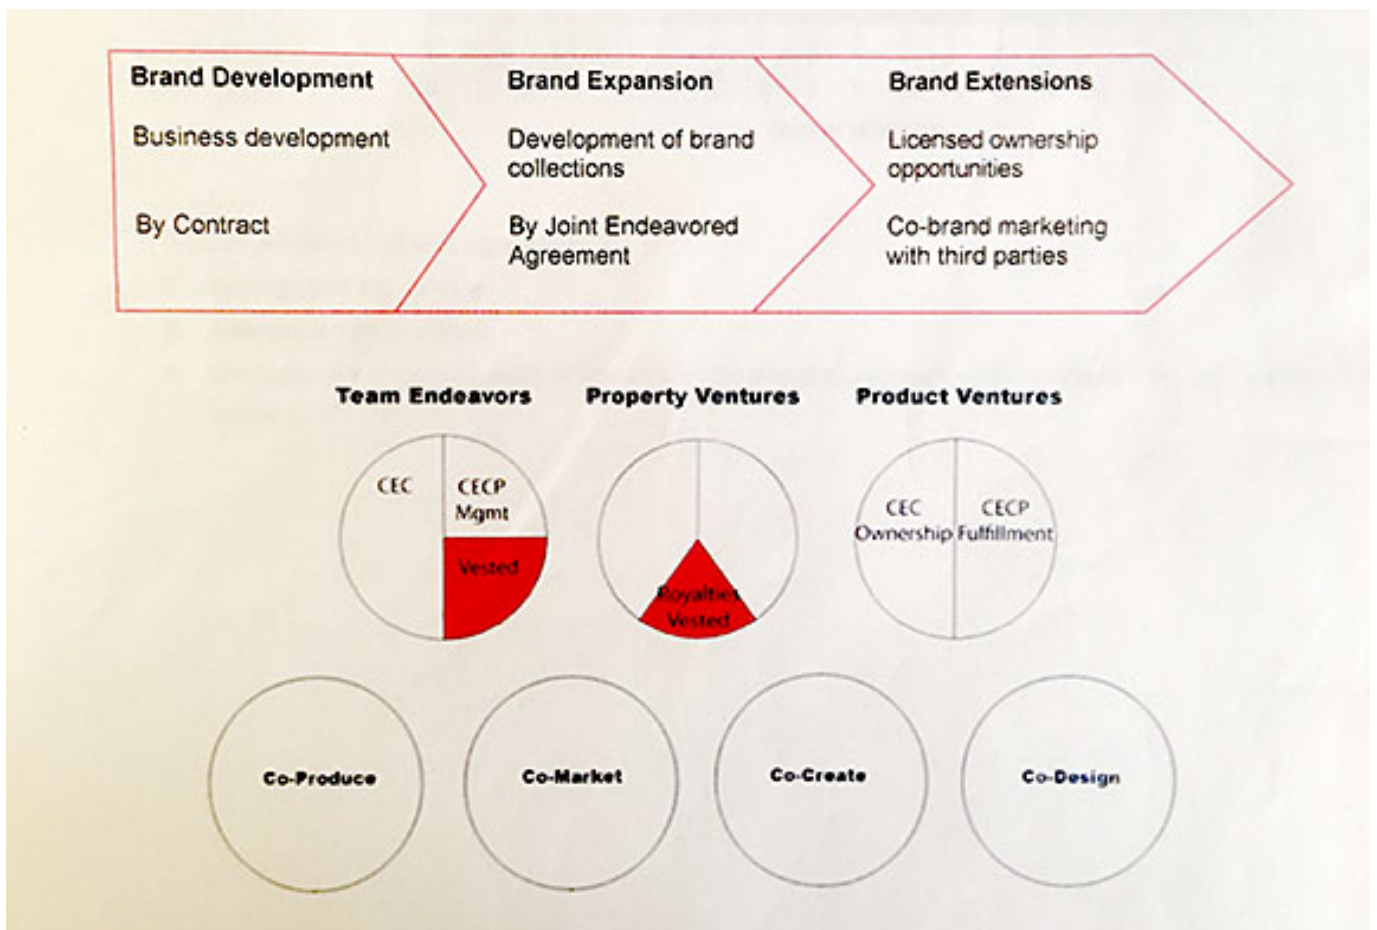 Brand Development
Business development
By Contract
Brand Expansion
Development of brand
collections
By Joint Endeavored
Agreement
Brand Extensions
Licensed ownership
opportunities
Co-brand marketing
with third parties
Team Endeavors
CEC
CECP
Mgmt
Vested
Property Ventures
Royalties
Vested
Product Ventures
CEC
Ownership
CECP
Fulfillment
Co-Produce
Co-Market
Co-Create
Co-Design